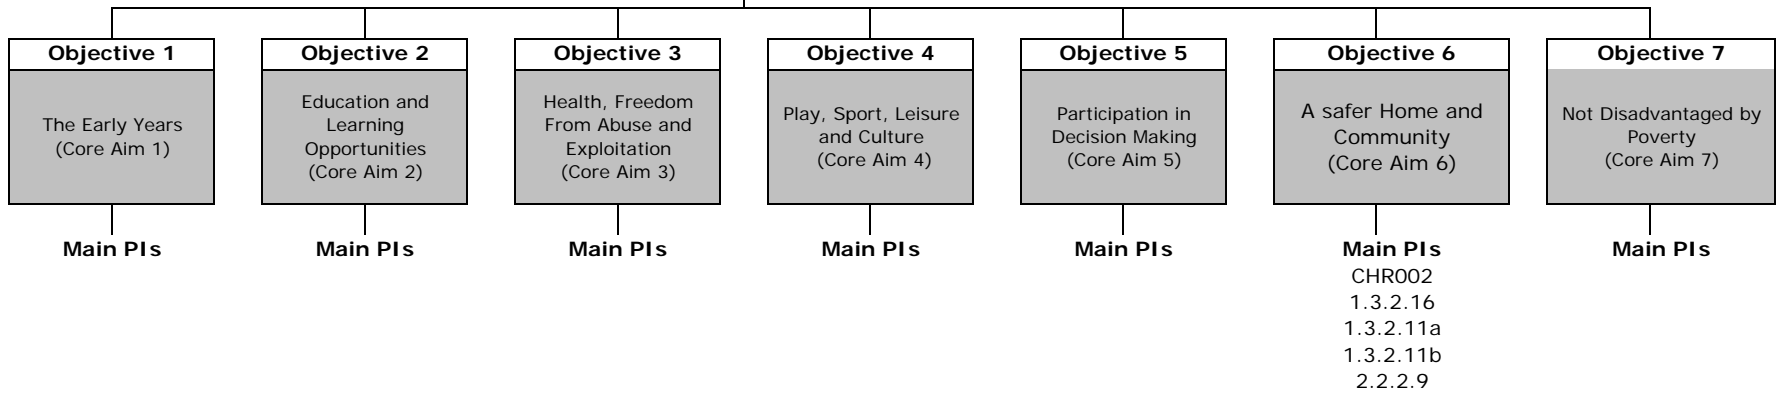 Objective 1
The Early Years
(Core Aim 1)
Main PIs
Objective 2
Education and
Learning
Opportunities
(Core Aim 2)
Main PIs
Objective 3
Health, Freedom
From Abuse and
Exploitation
(Core Aim 3)
Main PIs
Objective 4
Play, Sport, Leisure
and Culture
(Core Aim 4)
Main PIs
Objective 5
Participation in
Decision Making
(Core Aim 5)
Main PIs
Objective 6
A safer Home and
Community
(Core Aim 6)
Main PIs
CHR002
1.3.2.16
1.3.2.11a
1.3.2.11b
2.2.2.9
Objective 7
Not Disadvantaged by
Poverty
(Core Aim 7)
Main PIs